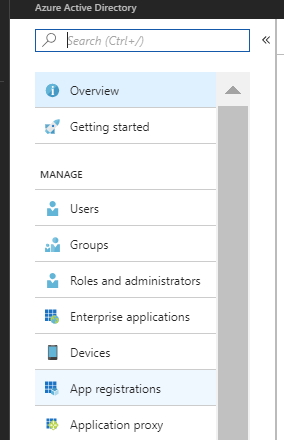 Azure Active Directory
Search (Ctrl+/)
Overview
Getting started
MANAGE
Users
Groups
Roles and administrators
Enterprise applications
Devices
App registrations
Application proxy